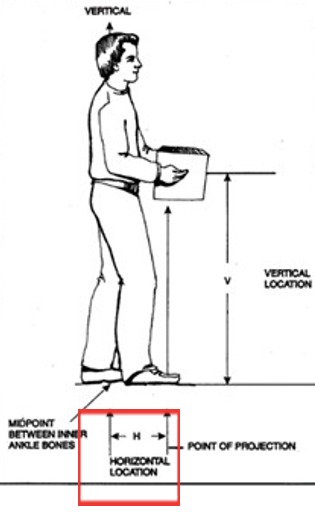 VERTICAL
V
VERTICAL
LOCATION
MIDPOINT
BETWEEN INNER
ANKLE BONES
H
POINT OF PROJECTION
HORIZONTAL
LOCATION